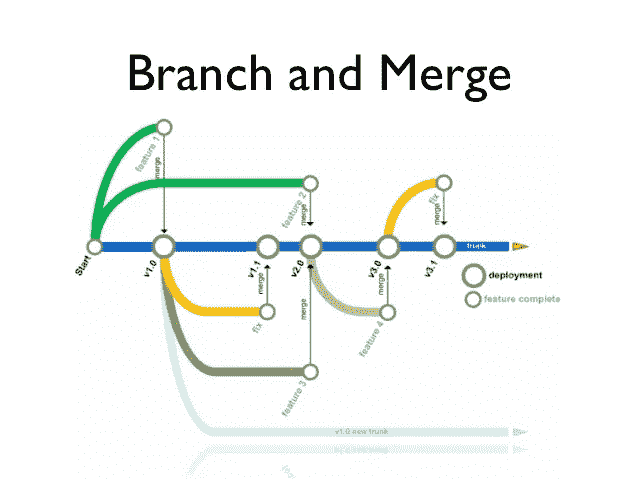 Branch and Merge
feature 1
merge
feature 2
merge
fix
merge
Start
v1.0
v1.1
v2.0
v3.0
v3.1
trunk
merge
merge
merge
deployment
feature complete
fix
feature 4
feature 3
v1.0 new trunk